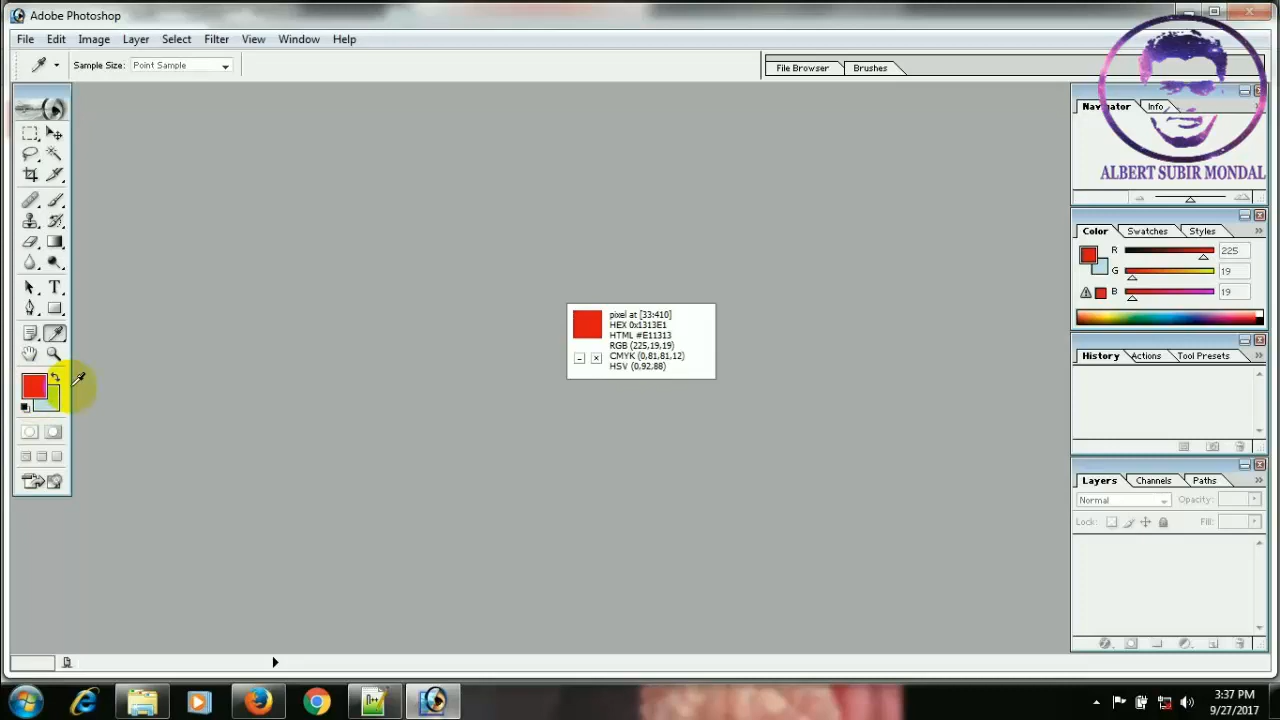 Adobe Photoshop
File Edit Image Layer Select Filter View Window Help
Sample Size: Point Sample
File Browser Brushes
Navigator Info
ALBERT SUBIR MONDAL
Color Swatches Styles
R 225
G 19
B 19
pixel at [33:410]
HEX 0x1313E1
HTML #E11313
RGB (225,19,19)
CMYK (0,81,81,12)
HSV (0,92,88)
History Actions Tool Presets
Layers Channels Paths
Normal Opacity:
Lock: Fill:
3:37 PM
9/27/2017